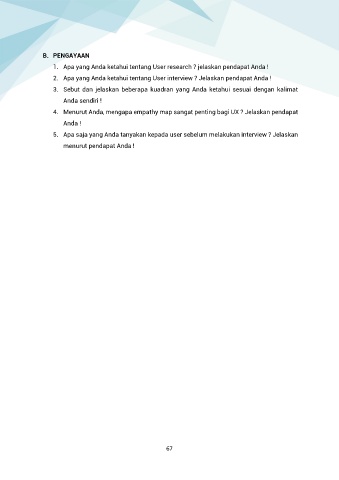 B. PENGAYAAN
1. Apa yang Anda ketahui tentang User research ? jelaskan pendapat Anda !
2. Apa yang Anda ketahui tentang User interview ? Jelaskan pendapat Anda !
3. Sebut dan jelaskan beberapa kuadran yang Anda ketahui sesuai dengan kalimat
Anda sendiri !
4. Menurut Anda, mengapa empathy map sangat penting bagi UX ? Jelaskan pendapat
Anda !
5. Apa saja yang Anda tanyakan kepada user sebelum melakukan interview ? Jelaskan
menurut pendapat Anda !
67